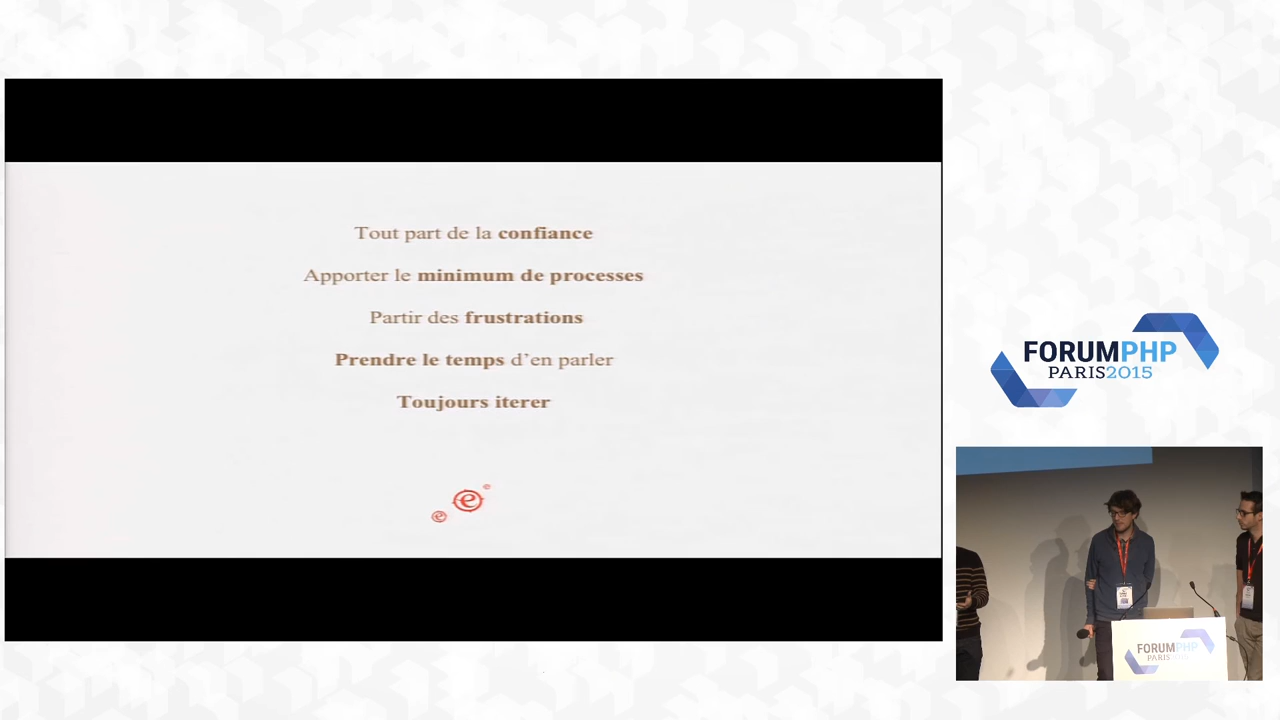 Tout part de la confiance
Apporter le minimum de processes
Partir des frustrations
Prendre le temps d'en parler
Toujours iterer
e
e
e
FORUMPHP
PARIS2015
FORUMPHP
PARIS